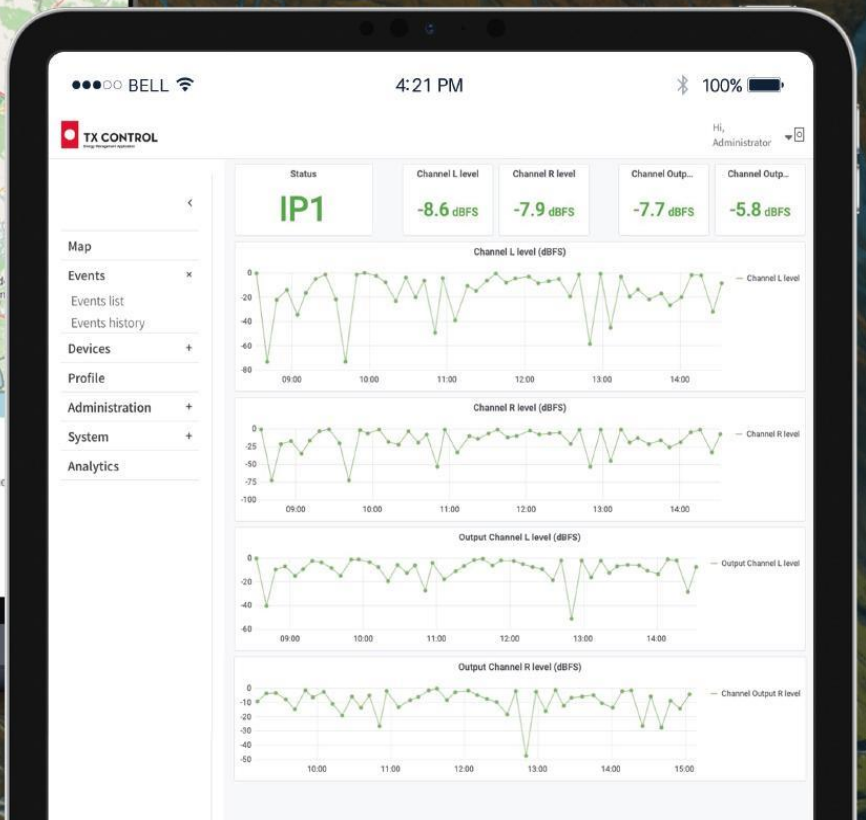 BELL 4:21 PM 100%
TX CONTROL
Energy Management Application
Hi,
Administrator
Map
Events ×
Events list
Events history
Devices +
Profile
Administration +
System +
Analytics
Status
IP1
Channel L level
-8.6 dBFS
Channel R level
-7.9 dBFS
Channel Outp...
-7.7 dBFS
Channel Outp...
-5.8 dBFS
Channel L level (dBFS)
0
-20
-40
-60
-80
09:00 10:00 11:00 12:00 13:00 14:00
Channel L level
Channel R level (dBFS)
0
-25
-50
-75
-100
09:00 10:00 11:00 12:00 13:00 14:00
Channel R level
Output Channel L level (dBFS)
0
-20
-40
-60
09:00 10:00 11:00 12:00 13:00 14:00
Output Channel L level
Output Channel R level (dBFS)
0
-10
-20
-30
-40
-50
10:00 11:00 12:00 13:00 14:00 15:00
Channel Output R level